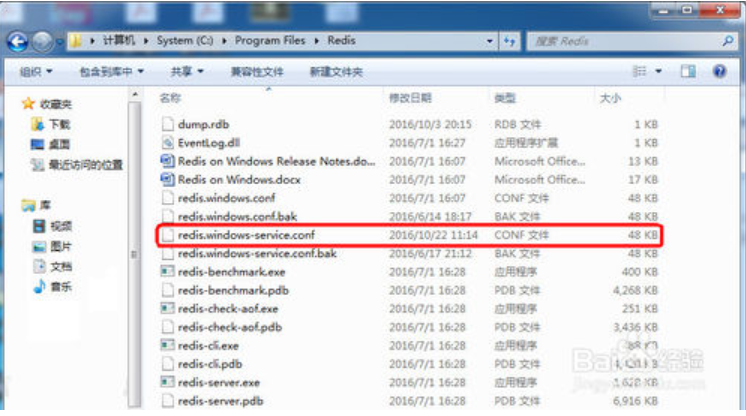 计算机 ▸ System (C:) ▸ Program Files ▸ Redis
搜索 Redis
组织 包含到库中 共享 兼容性文件 新建文件夹
收藏夹
下载
桌面
最近访问的位置
库
视频
图片
文档
音乐
名称 修改日期 类型 大小
dump.rdb 2016/10/3 20:15 RDB 文件 1 KB
EventLog.dll 2016/7/1 16:27 应用程序扩展 1 KB
Redis on Windows Release Notes.do... 2016/7/1 16:07 Microsoft Office... 13 KB
Redis on Windows.docx 2016/7/1 16:07 Microsoft Office... 17 KB
redis.windows.conf 2016/7/1 16:07 CONF 文件 48 KB
redis.windows.conf.bak 2016/6/14 18:17 BAK 文件 48 KB
redis.windows-service.conf 2016/10/22 11:14 CONF 文件 48 KB
redis.windows-service.conf.bak 2016/6/17 21:12 BAK 文件 48 KB
redis-benchmark.exe 2016/7/1 16:28 应用程序 400 KB
redis-benchmark.pdb 2016/7/1 16:28 PDB 文件 4,268 KB
redis-check-aof.exe 2016/7/1 16:28 应用程序 251 KB
redis-check-aof.pdb 2016/7/1 16:28 PDB 文件 3,436 KB
redis-cli.exe 2016/7/1 16:28 应用程序 KB
redis-cli.pdb 2016/7/1 16:28 PDB 文件 KB
redis-server.exe 2016/7/1 16:28 应用程序 KB
redis-server.pdb 2016/7/1 16:28 PDB 文件 6,916 KB
Bai 经验
jingyan.baidu.com